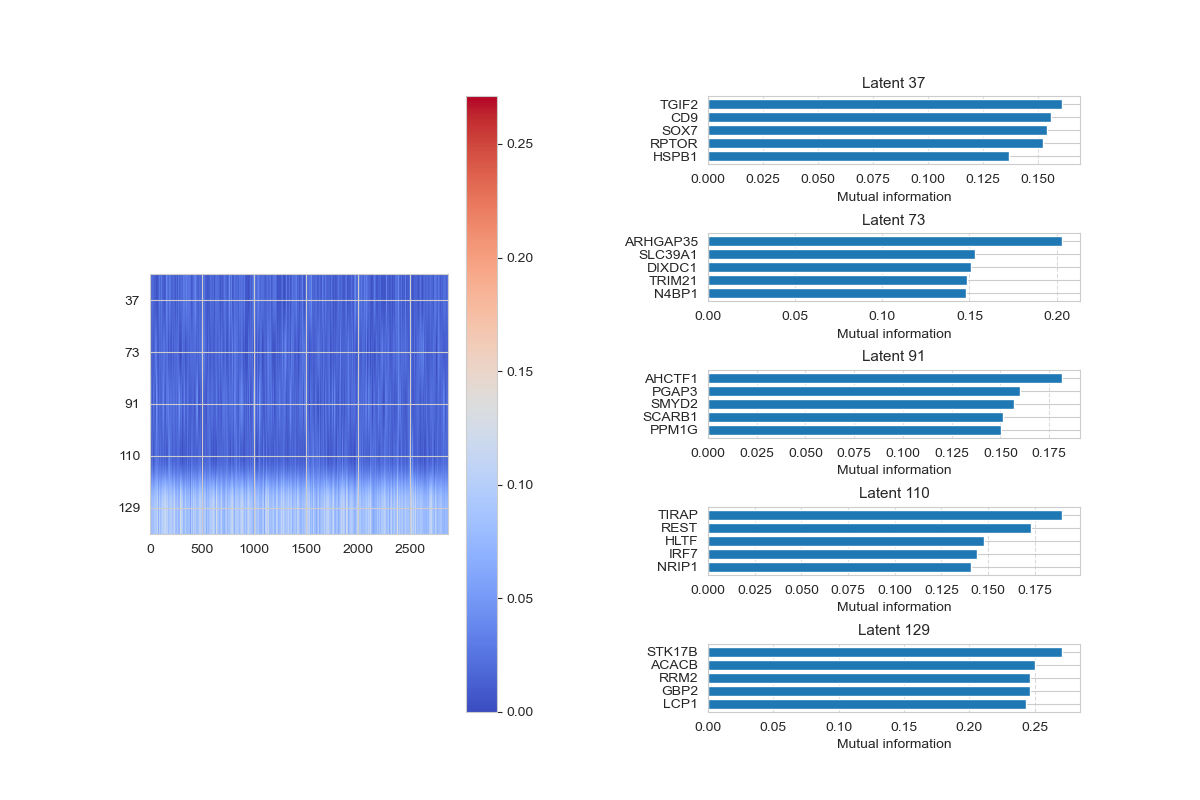 37
73
91
110
129
0 500 1000 1500 2000 2500
0.25
0.20
0.15
0.10
0.05
0.00
Latent 37
TGIF2
CD9
SOX7
RPTOR
HSPB1
0.000 0.025 0.050 0.075 0.100 0.125 0.150
Mutual information
Latent 73
ARHGAP35
SLC39A1
DIXDC1
TRIM21
N4BP1
0.00 0.05 0.10 0.15 0.20
Mutual information
Latent 91
AHCTF1
PGAP3
SMYD2
SCARB1
PPM1G
0.000 0.025 0.050 0.075 0.100 0.125 0.150 0.175
Mutual information
Latent 110
TIRAP
REST
HLTF
IRF7
NRIP1
0.000 0.025 0.050 0.075 0.100 0.125 0.150 0.175
Mutual information
Latent 129
STK17B
ACACB
RRM2
GBP2
LCP1
0.00 0.05 0.10 0.15 0.20 0.25
Mutual information